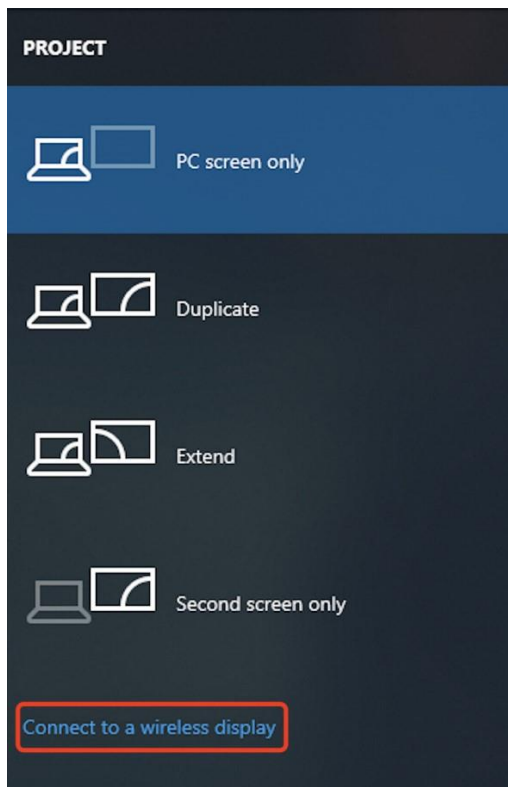 PROJECT
PC screen only
Duplicate
Extend
Second screen only
Connect to a wireless display